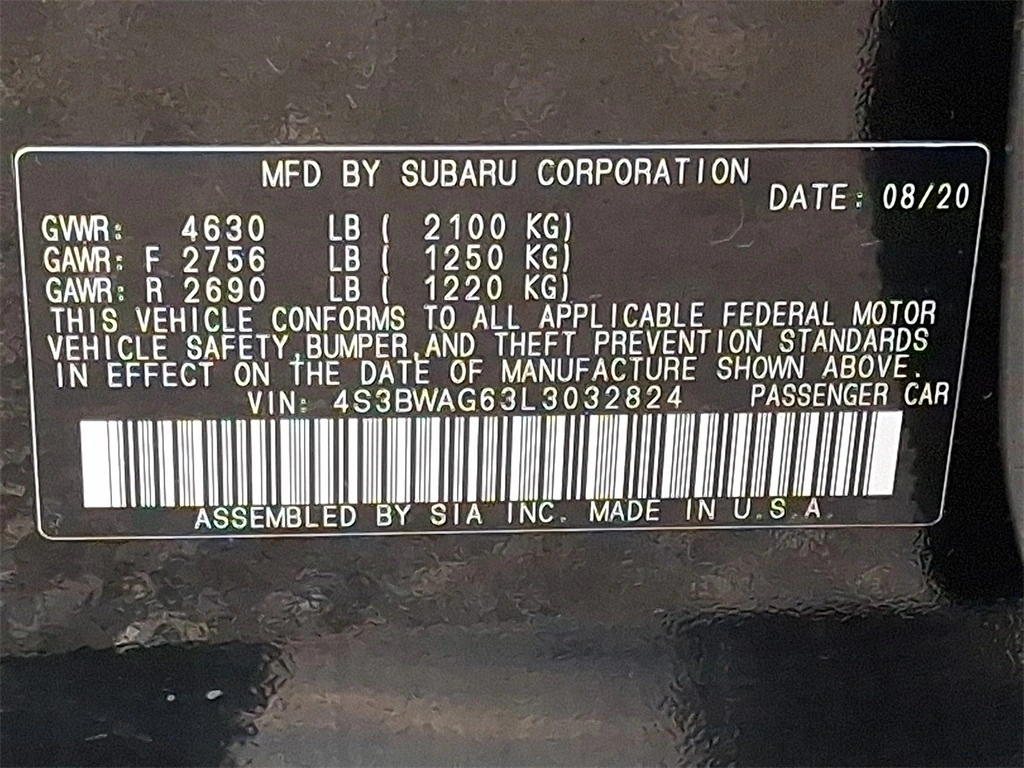 MFD BY SUBARU CORPORATION
DATE: 08/20
GVWR: 4630 LB ( 2100 KG)
GAWR: F 2756 LB ( 1250 KG)
GAWR: R 2690 LB ( 1220 KG)
THIS VEHICLE CONFORMS TO ALL APPLICABLE FEDERAL MOTOR
VEHICLE SAFETY,BUMPER,AND THEFT PREVENTION STANDARDS
IN EFFECT ON THE DATE OF MANUFACTURE SHOWN ABOVE.
VIN: 4S3BWAG63L3032824 PASSENGER CAR
ASSEMBLED BY SIA INC. MADE IN U.S.A.